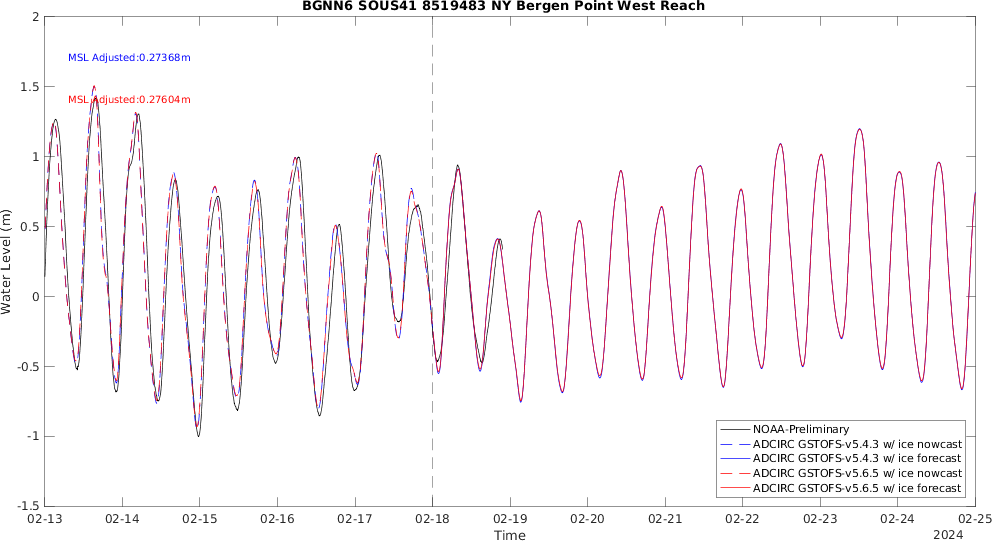 BGNN6 SOUS41 8519483 NY Bergen Point West Reach
2
1.5
1
0.5
0
-0.5
-1
-1.5
Water Level (m)
MSL Adjusted:0.27368m
MSL Adjusted:0.27604m
NOAA-Preliminary
ADCIRC GSTOFS-v5.4.3 w/ ice nowcast
ADCIRC GSTOFS-v5.4.3 w/ ice forecast
ADCIRC GSTOFS-v5.6.5 w/ ice nowcast
ADCIRC GSTOFS-v5.6.5 w/ ice forecast
02-13 02-14 02-15 02-16 02-17 02-18 02-19 02-20 02-21 02-22 02-23 02-24 02-25
Time
2024